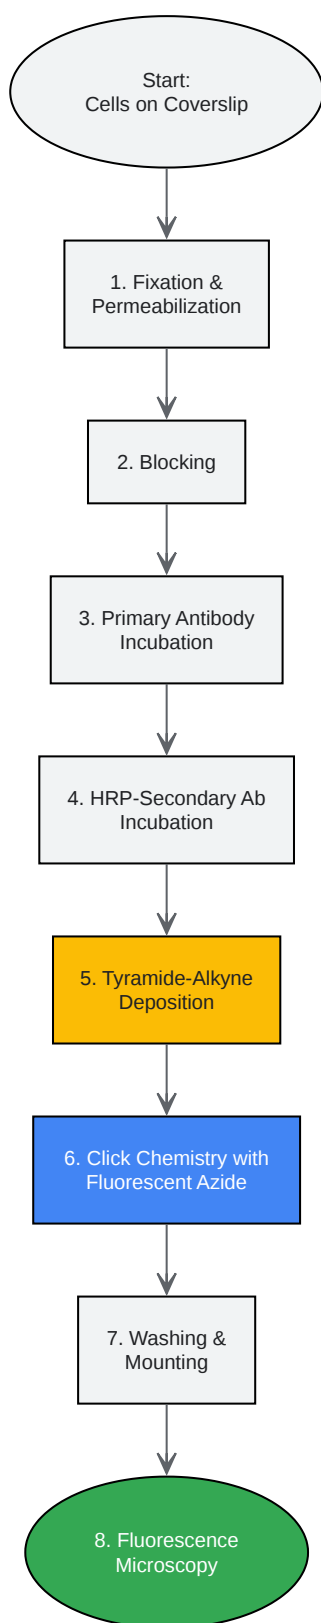 Start:
Cells on Coverslip
1. Fixation &
Permeabilization
2. Blocking
3. Primary Antibody
Incubation
4. HRP-Secondary Ab
Incubation
5. Tyramide-Alkyne
Deposition
6. Click Chemistry with
Fluorescent Azide
7. Washing &
Mounting
8. Fluorescence
Microscopy